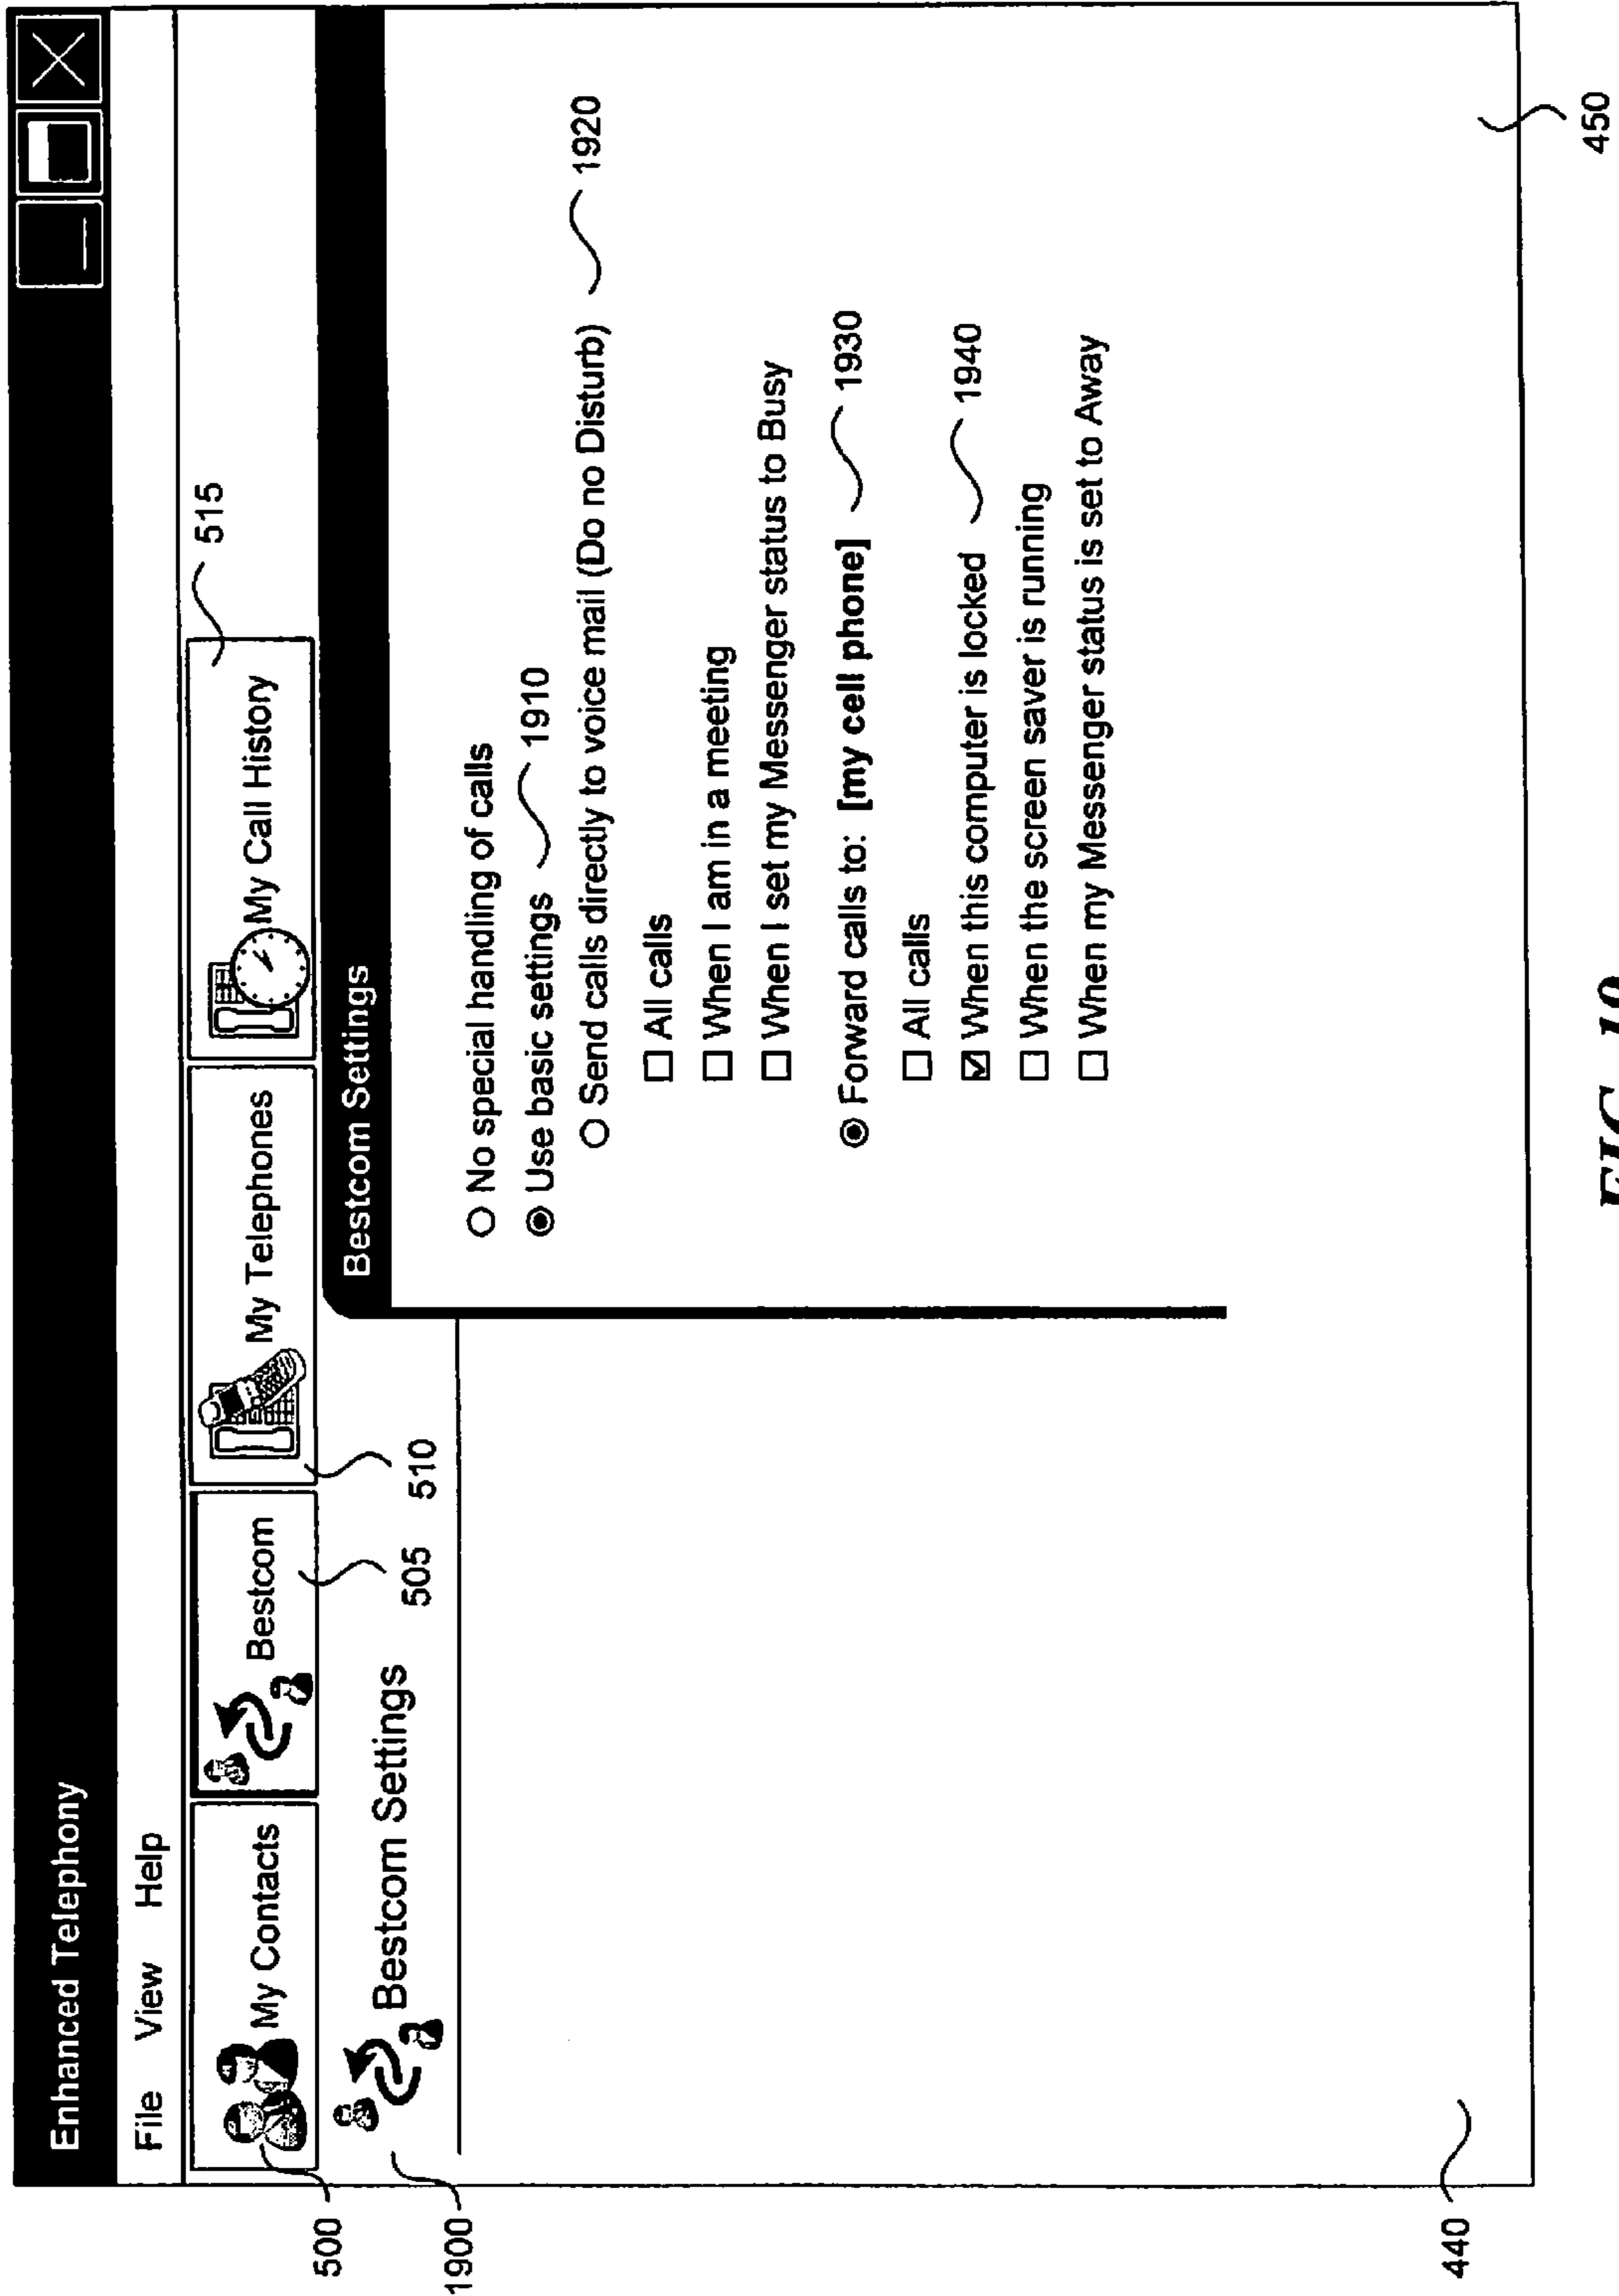 Enhanced Telephony
File View Help
My Contacts
Bestcom
My Telephones
My Call History
515
500
505
510
1900
Bestcom Settings
Bestcom Settings
No special handling of calls
Use basic settings 1910
Send calls directly to voice mail (Do no Disturb) 1920
All calls
When I am in a meeting
When I set my Messenger status to Busy
Forward calls to: [my cell phone] 1930
All calls
When this computer is locked 1940
When the screen saver is running
When my Messenger status is set to Away
440
450